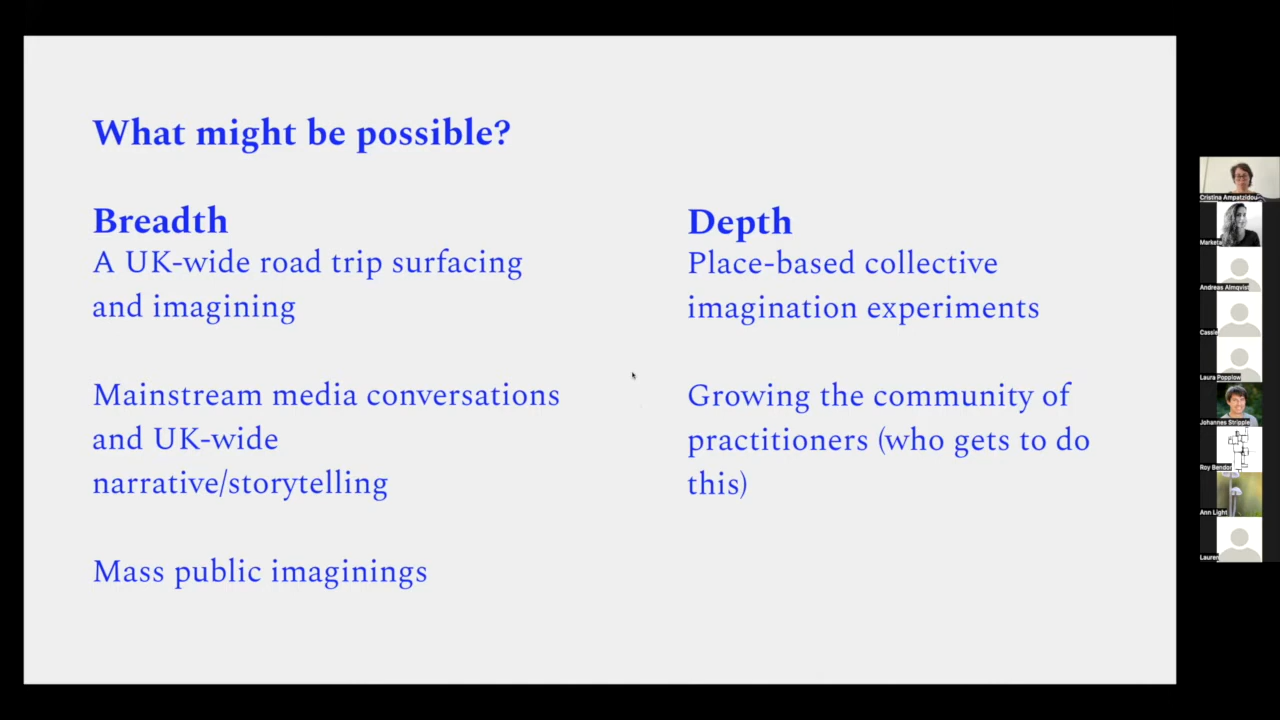 What might be possible?
Breadth
A UK-wide road trip surfacing
and imagining
Mainstream media conversations
and UK-wide
narrative/storytelling
Mass public imaginings
Depth
Place-based collective
imagination experiments
Growing the community of
practitioners (who gets to do
this)
Cristina Ampatzidou
Marketa
Andreas Almqvist
Cassie
Laura Popplow
Johannes Stripple
Roy Bendor
Ann Light
Lauren